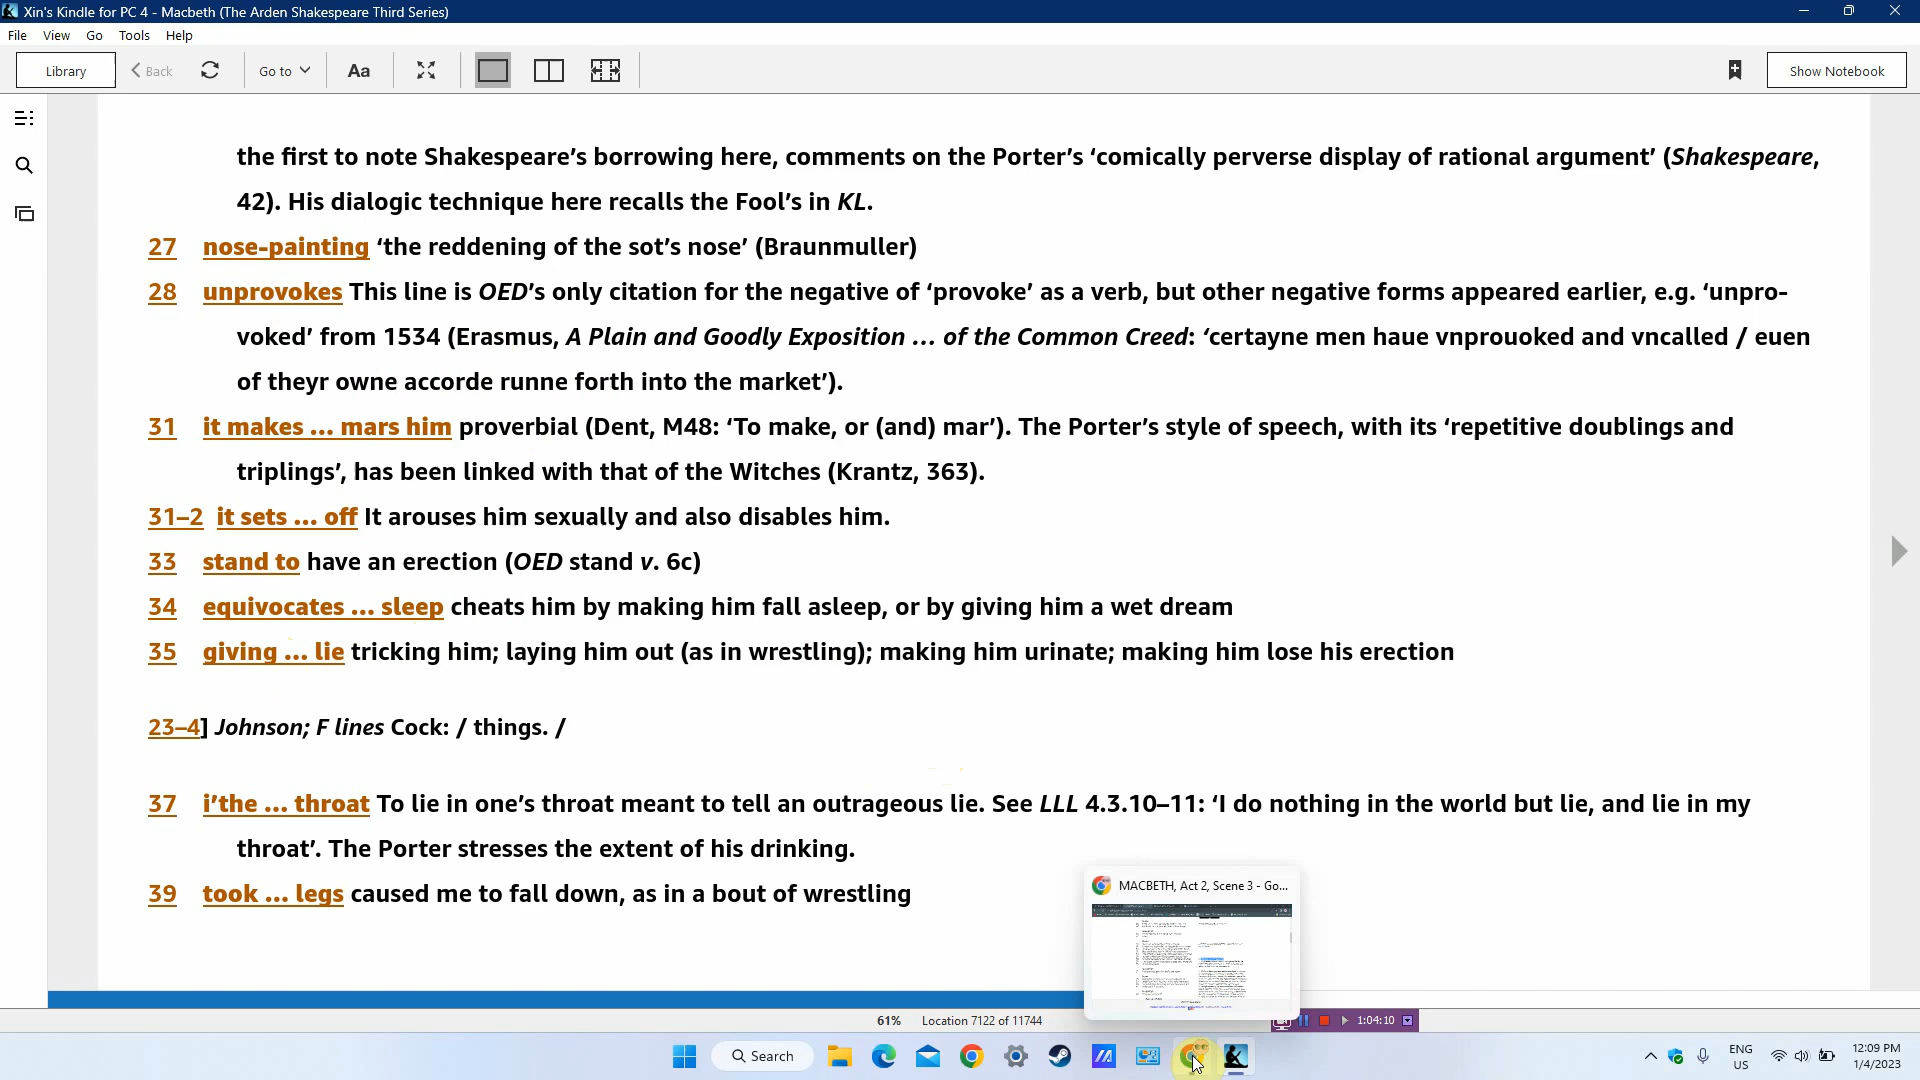 Xin's Kindle for PC 4 - Macbeth (The Arden Shakespeare Third Series)
File View Go Tools Help
Library Back Go to Aa Show Notebook
the first to note Shakespeare’s borrowing here, comments on the Porter’s ‘comically perverse display of rational argument’ (Shakespeare,
42). His dialogic technique here recalls the Fool’s in KL.
27 nose-painting ‘the reddening of the sot’s nose’ (Braunmuller)
28 unprovokes This line is OED’s only citation for the negative of ‘provoke’ as a verb, but other negative forms appeared earlier, e.g. ‘unpro-
voked’ from 1534 (Erasmus, A Plain and Goodly Exposition … of the Common Creed: ‘certayne men haue vnprouoked and vncalled / euen
of theyr owne accorde runne forth into the market’).
31 it makes … mars him proverbial (Dent, M48: ‘To make, or (and) mar’). The Porter’s style of speech, with its ‘repetitive doublings and
triplings’, has been linked with that of the Witches (Krantz, 363).
31–2 it sets … off It arouses him sexually and also disables him.
33 stand to have an erection (OED stand v. 6c)
34 equivocates … sleep cheats him by making him fall asleep, or by giving him a wet dream
35 giving … lie tricking him; laying him out (as in wrestling); making him urinate; making him lose his erection
23–4] Johnson; F lines Cock: / things. /
37 i’the … throat To lie in one’s throat meant to tell an outrageous lie. See LLL 4.3.10–11: ‘I do nothing in the world but lie, and lie in my
throat’. The Porter stresses the extent of his drinking.
39 took … legs caused me to fall down, as in a bout of wrestling
MACBETH, Act 2, Scene 3 - Go...
61% Location 7122 of 11744
1:04:10
Search
ENG
US
12:09 PM
1/4/2023